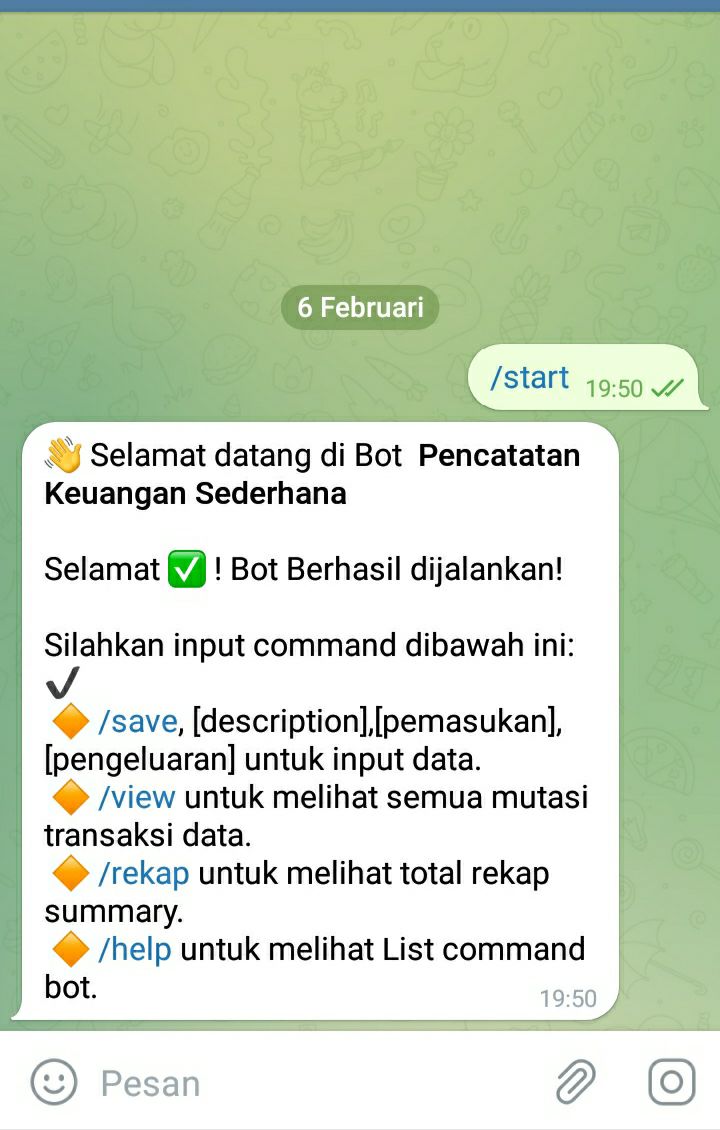 6 Februari
/start 19:50
👋 Selamat datang di Bot Pencatatan
Keuangan Sederhana
Selamat ✅ ! Bot Berhasil dijalankan!
Silahkan input command dibawah ini:
✔
🔶 /save, [description],[pemasukan],
[pengeluaran] untuk input data.
🔶 /view untuk melihat semua mutasi
transaksi data.
🔶 /rekap untuk melihat total rekap
summary.
🔶 /help untuk melihat List command
bot.
19:50
Pesan